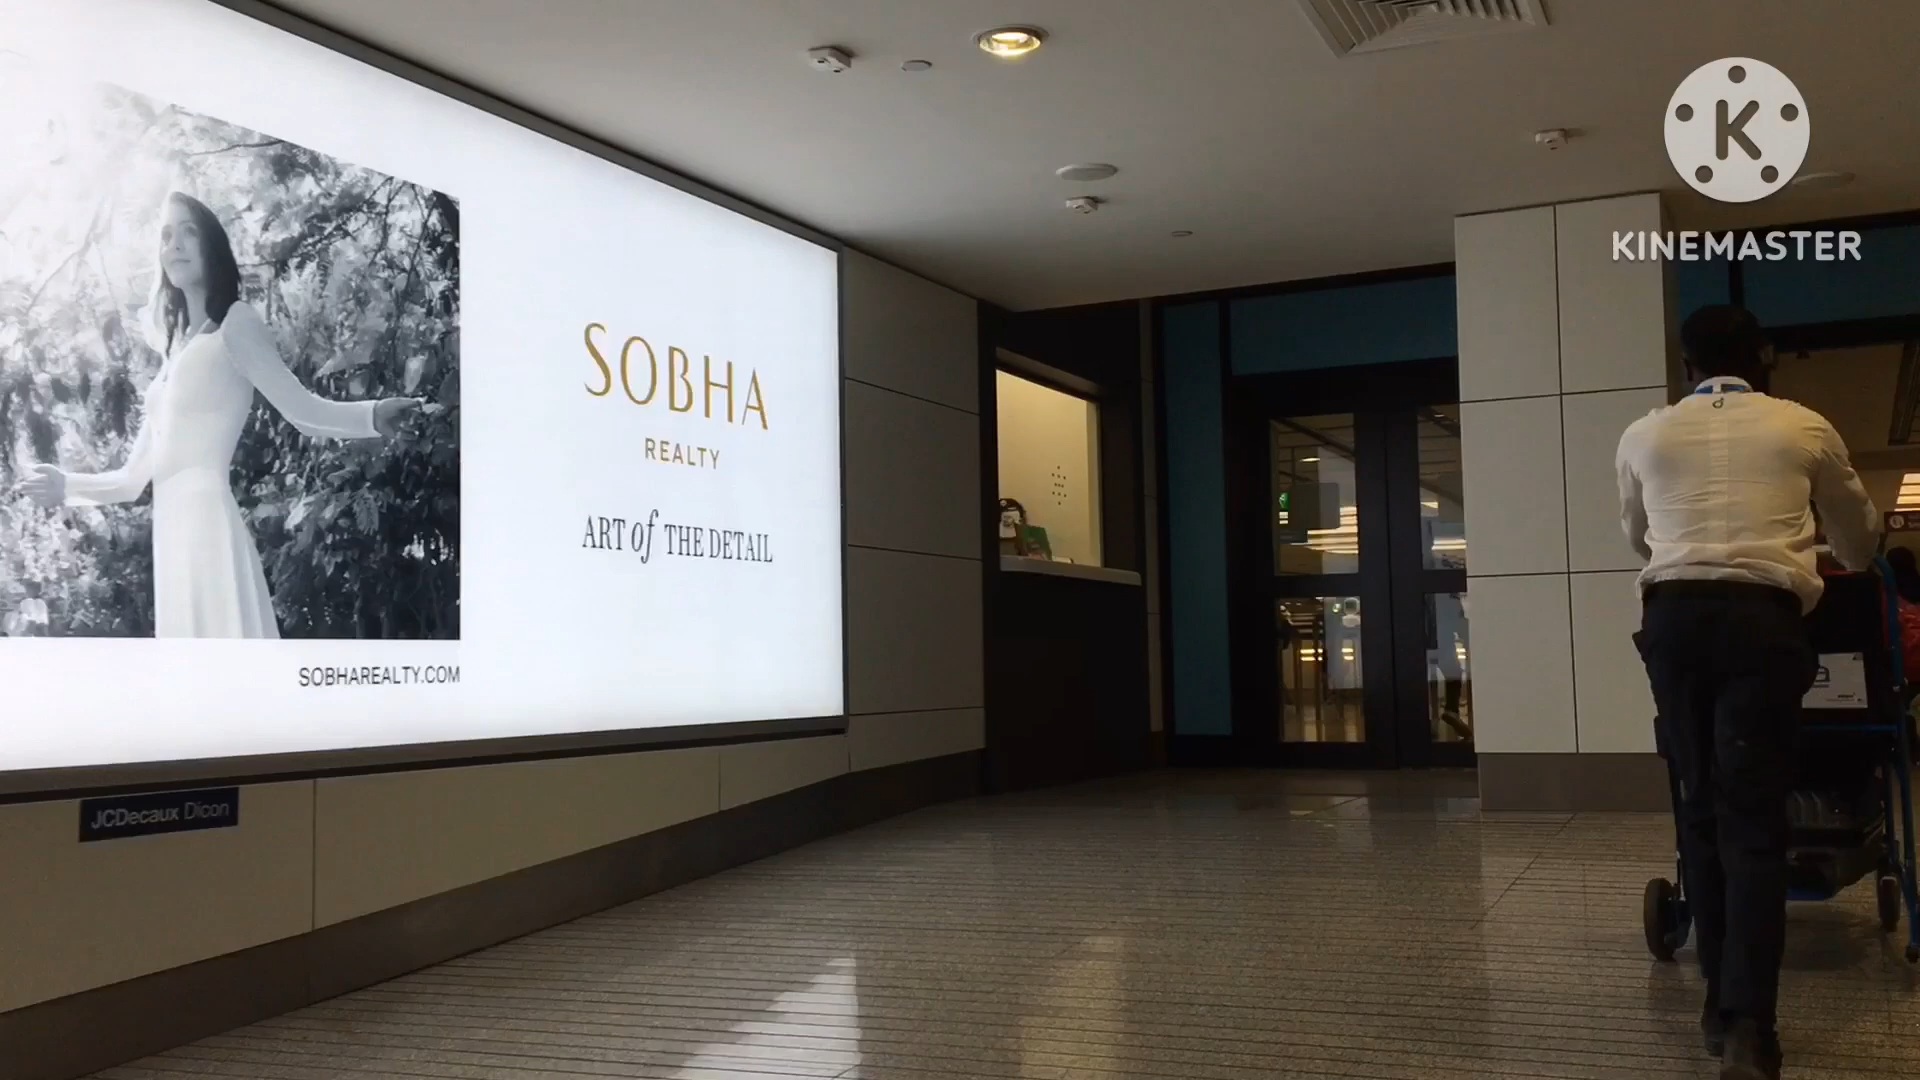 SOBHA
REALTY
ART of THE DETAIL
SOBHAREALTY.COM
JCDecaux Dicon
K
KINEMASTER